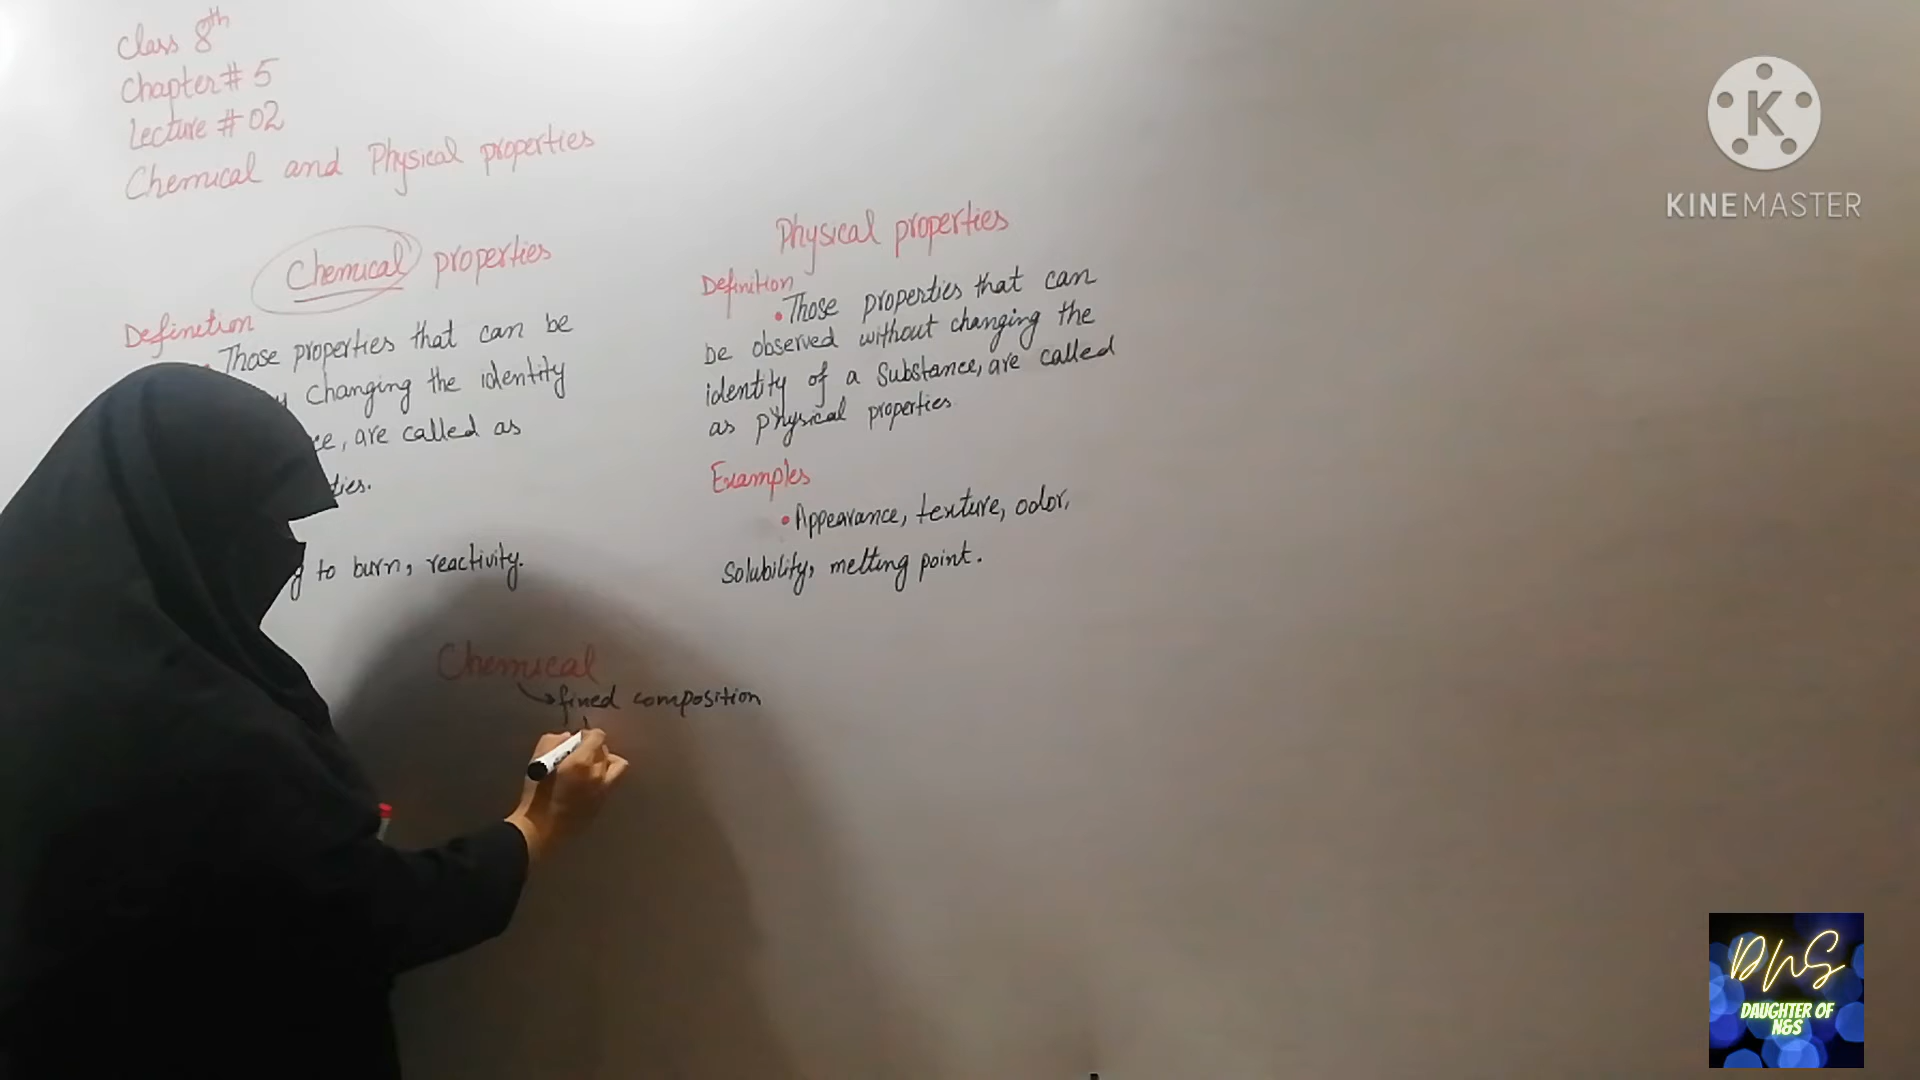 Class 8th
Chapter # 5
Lecture # 02
Chemical and Physical properties
Chemical properties
Definetion
Those properties that can be
changing the identity
, are called as
to burn, reactivity.
Physical properties
Definition
• Those properties that can
be observed without changing the
identity of a Substance, are called
as physical properties
Examples
• Appearance, texture, odor,
Solubility, melting point.
Chemical
fixed composition
K
KINEMASTER
DNS
DAUGHTER OF
N&S